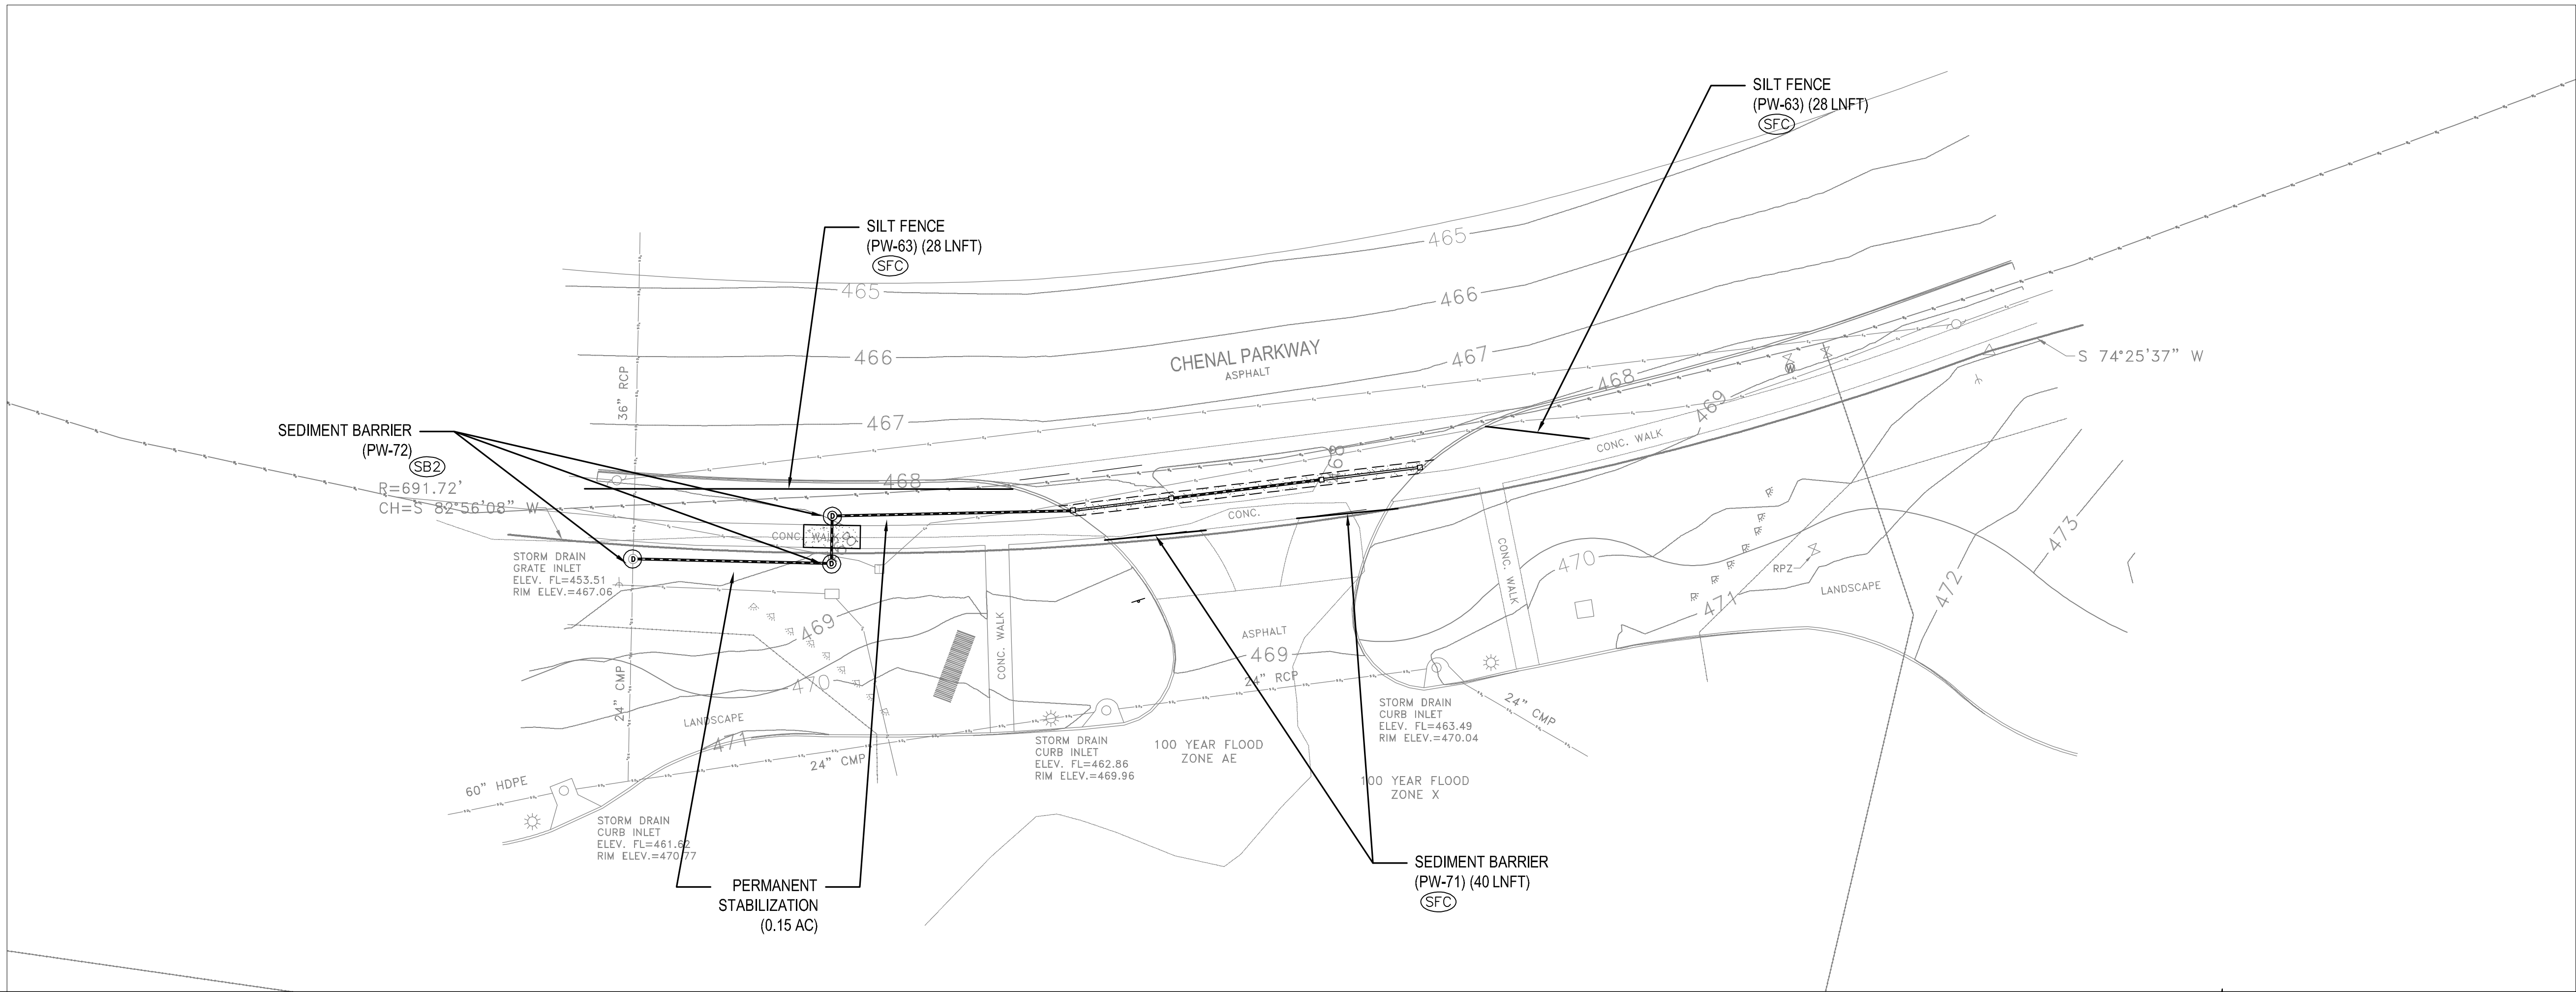 SILT FENCE
(PW-63) (28 LNFT)
SFC
SILT FENCE
(PW-63) (28 LNFT)
SFC
465
465
466
466
CHENAL PARKWAY
ASPHALT
467
467
468
469
S 74°25'37" W
W
36" RCP
SEDIMENT BARRIER
(PW-72)
SB2
R=691.72'
CH=S 82°56'08" W
468
468
CONC. WALK
CONC.
D
CONC. WALK
D
D
STORM DRAIN
GRATE INLET
ELEV. FL=453.51
RIM ELEV.=467.06
CONC. WALK
470
RPZ
473
472
471
LANDSCAPE
469
CONC. WALK
ASPHALT
469
24" RCP
470
24" CMP
LANDSCAPE
471
24" CMP
60" HDPE
24" CMP
STORM DRAIN
CURB INLET
ELEV. FL=463.49
RIM ELEV.=470.04
STORM DRAIN
CURB INLET
ELEV. FL=462.86
RIM ELEV.=469.96
100 YEAR FLOOD
ZONE AE
100 YEAR FLOOD
ZONE X
STORM DRAIN
CURB INLET
ELEV. FL=461.62
RIM ELEV.=470.77
PERMANENT
STABILIZATION
(0.15 AC)
SEDIMENT BARRIER
(PW-71) (40 LNFT)
SFC